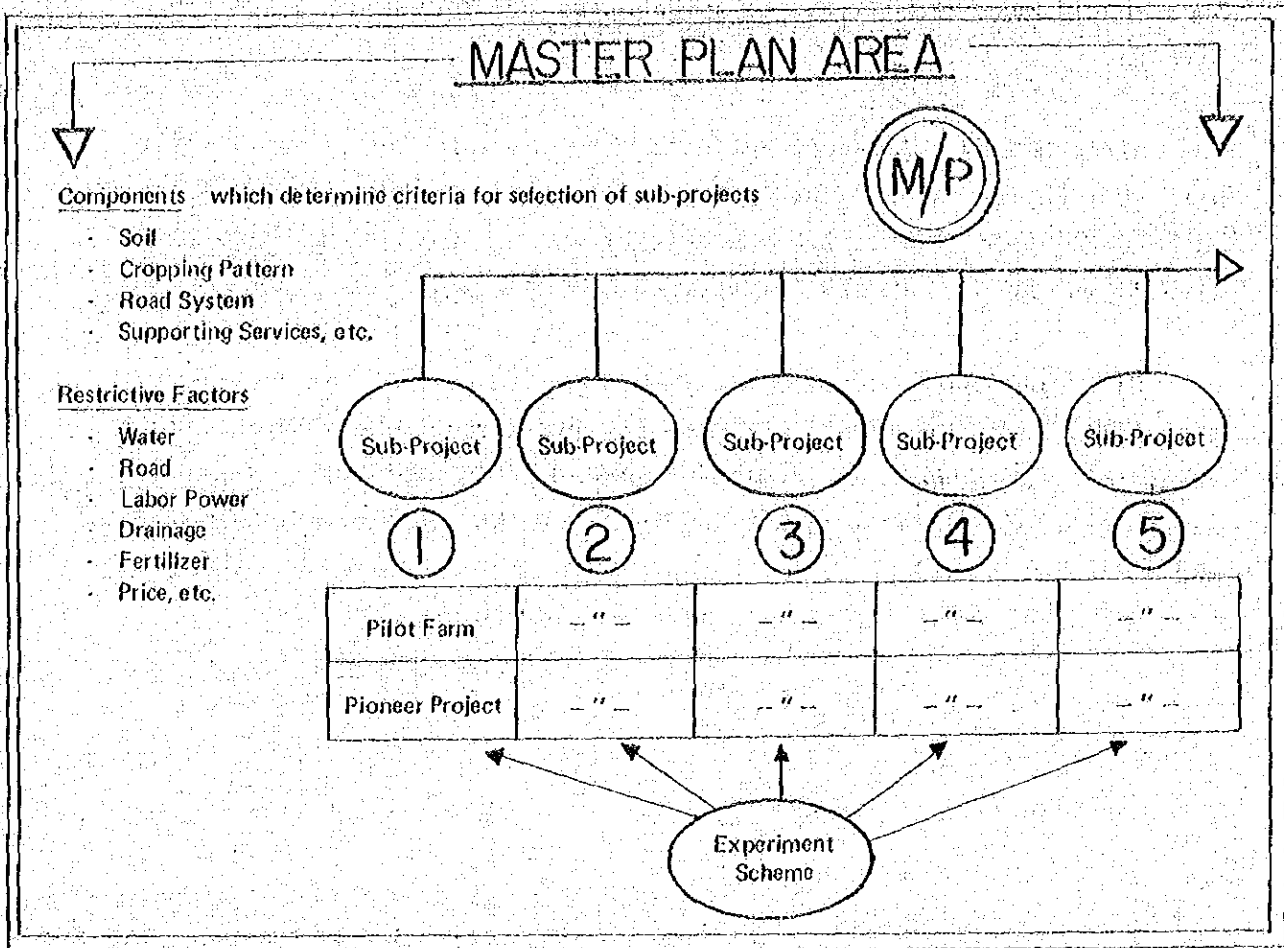 MASTER PLAN AREA
M/P
Components which determine criteria for selection of sub-projects
- Soil
- Cropping Pattern
- Road System
- Supporting Services, etc.
Restrictive Factors
- Water
- Road
- Labor Power
- Drainage
- Fertilizer
- Price, etc.
Sub-Project Sub-Project Sub-Project Sub-Project Sub-Project
1 2 3 4 5
Pilot Farm —"— —"— —"— —"—
Pioneer Project —"— —"— —"— —"—
Experiment
Scheme